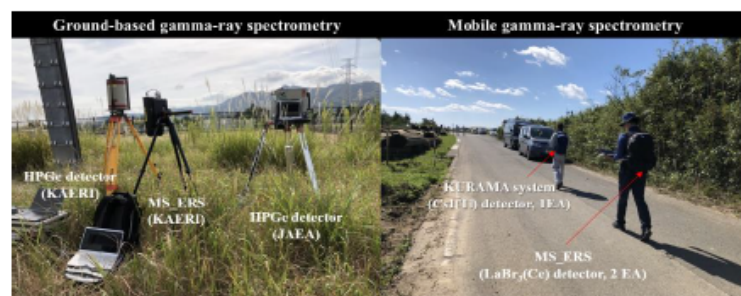 Ground-based gamma-ray spectrometry
Mobile gamma-ray spectrometry
HPGe detector
(KAERI)
MS_ERS
(KAERI)
HPGe detector
(JAEA)
KURAMA system
(CsI(Tl) detector, 1EA)
MS_ERS
(LaBr₃(Ce) detector, 2 EA)